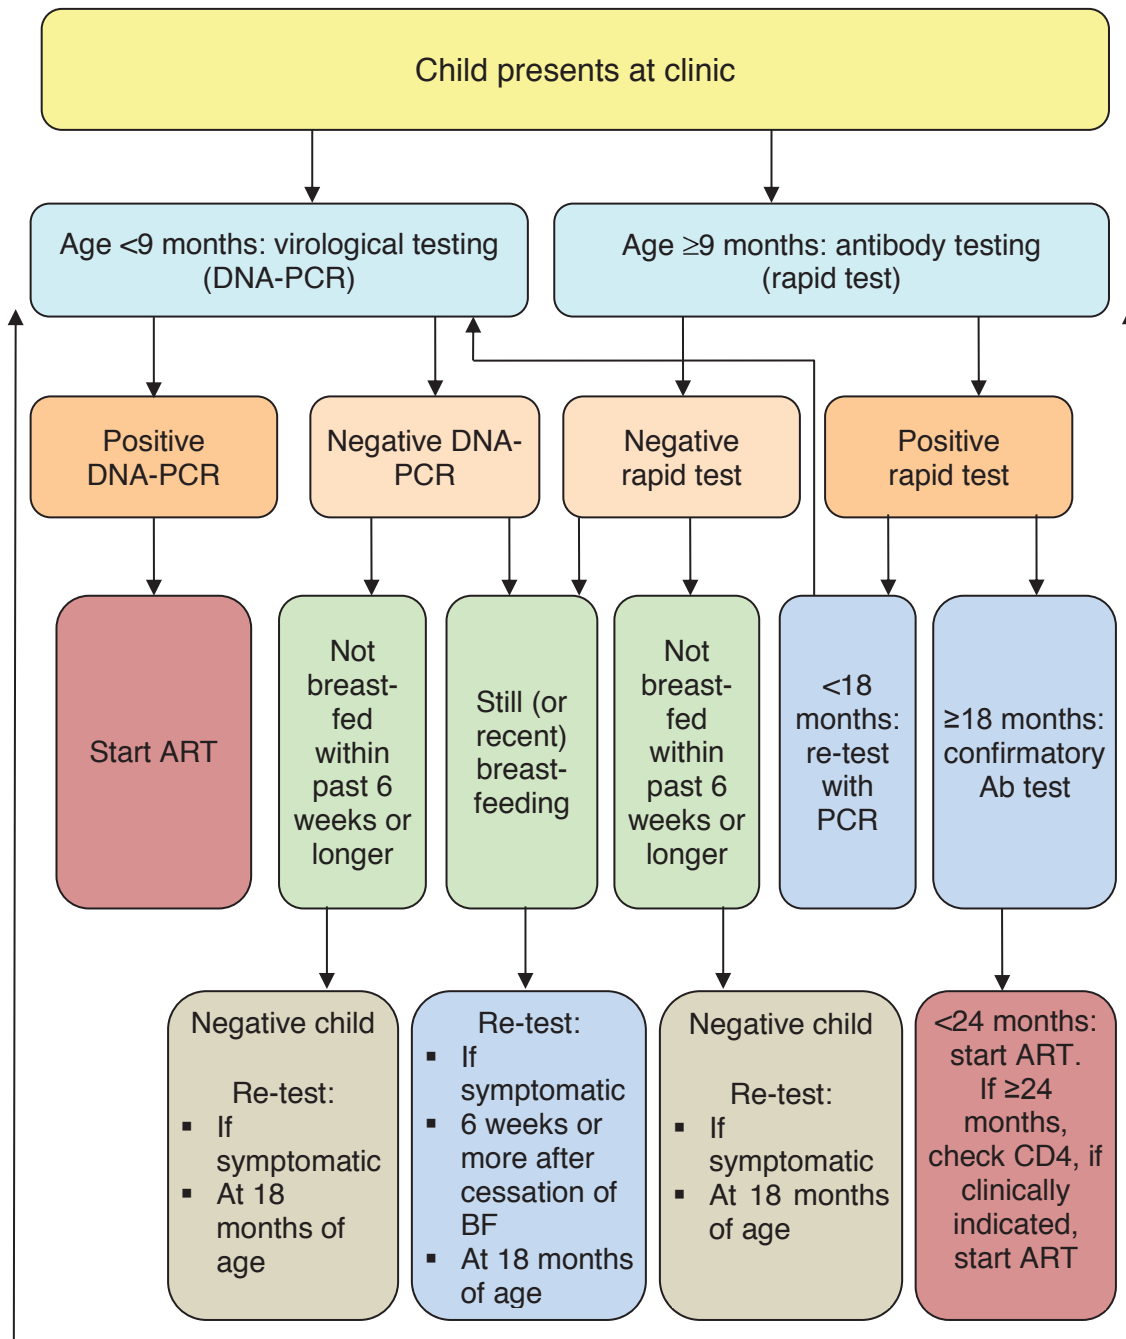 Child presents at clinic
Age <9 months: virological testing
(DNA-PCR)
Age ≥9 months: antibody testing
(rapid test)
Positive
DNA-PCR
Negative DNA-
PCR
Negative
rapid test
Positive
rapid test
Start ART
Not
breast-
fed
within
past 6
weeks or
longer
Still (or
recent)
breast-
feeding
Not
breast-
fed
within
past 6
weeks or
longer
<18
months:
re-test
with
PCR
≥18 months:
confirmatory
Ab test
Negative child
Re-test:
▪ If
symptomatic
▪ At 18
months of
age
Re-test:
▪ If
symptomatic
▪ 6 weeks or
more after
cessation of
BF
▪ At 18 months
of age
Negative child
Re-test:
▪ If
symptomatic
▪ At 18 months
of age
<24 months:
start ART.
If ≥24
months,
check CD4, if
clinically
indicated,
start ART